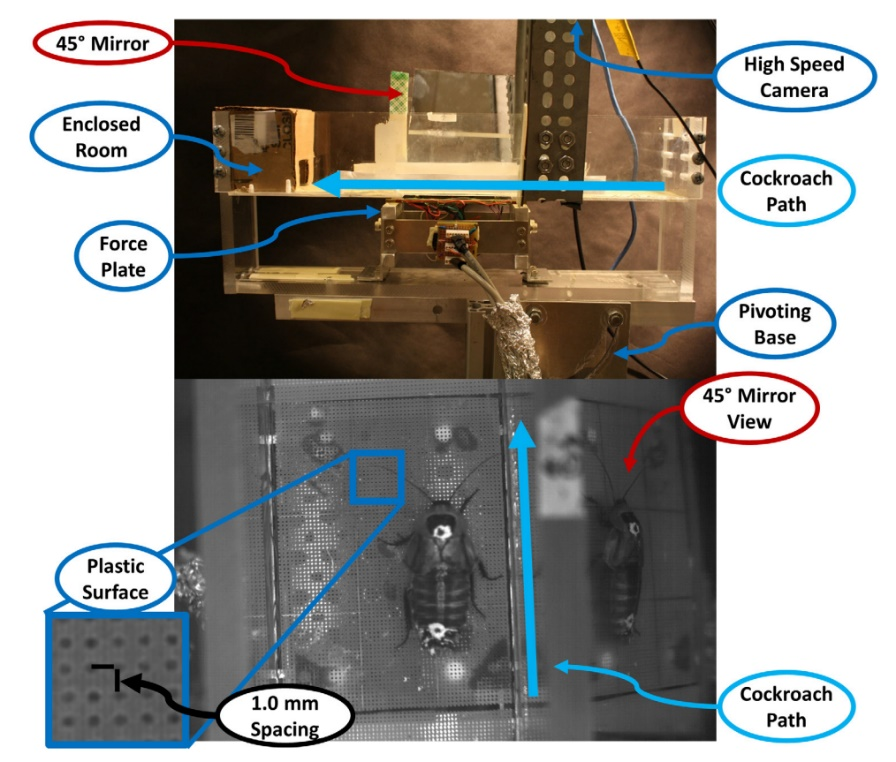 45° Mirror
High Speed
Camera
Enclosed
Room
Cockroach
Path
Force
Plate
Pivoting
Base
45° Mirror
View
Plastic
Surface
1.0 mm
Spacing
Cockroach
Path